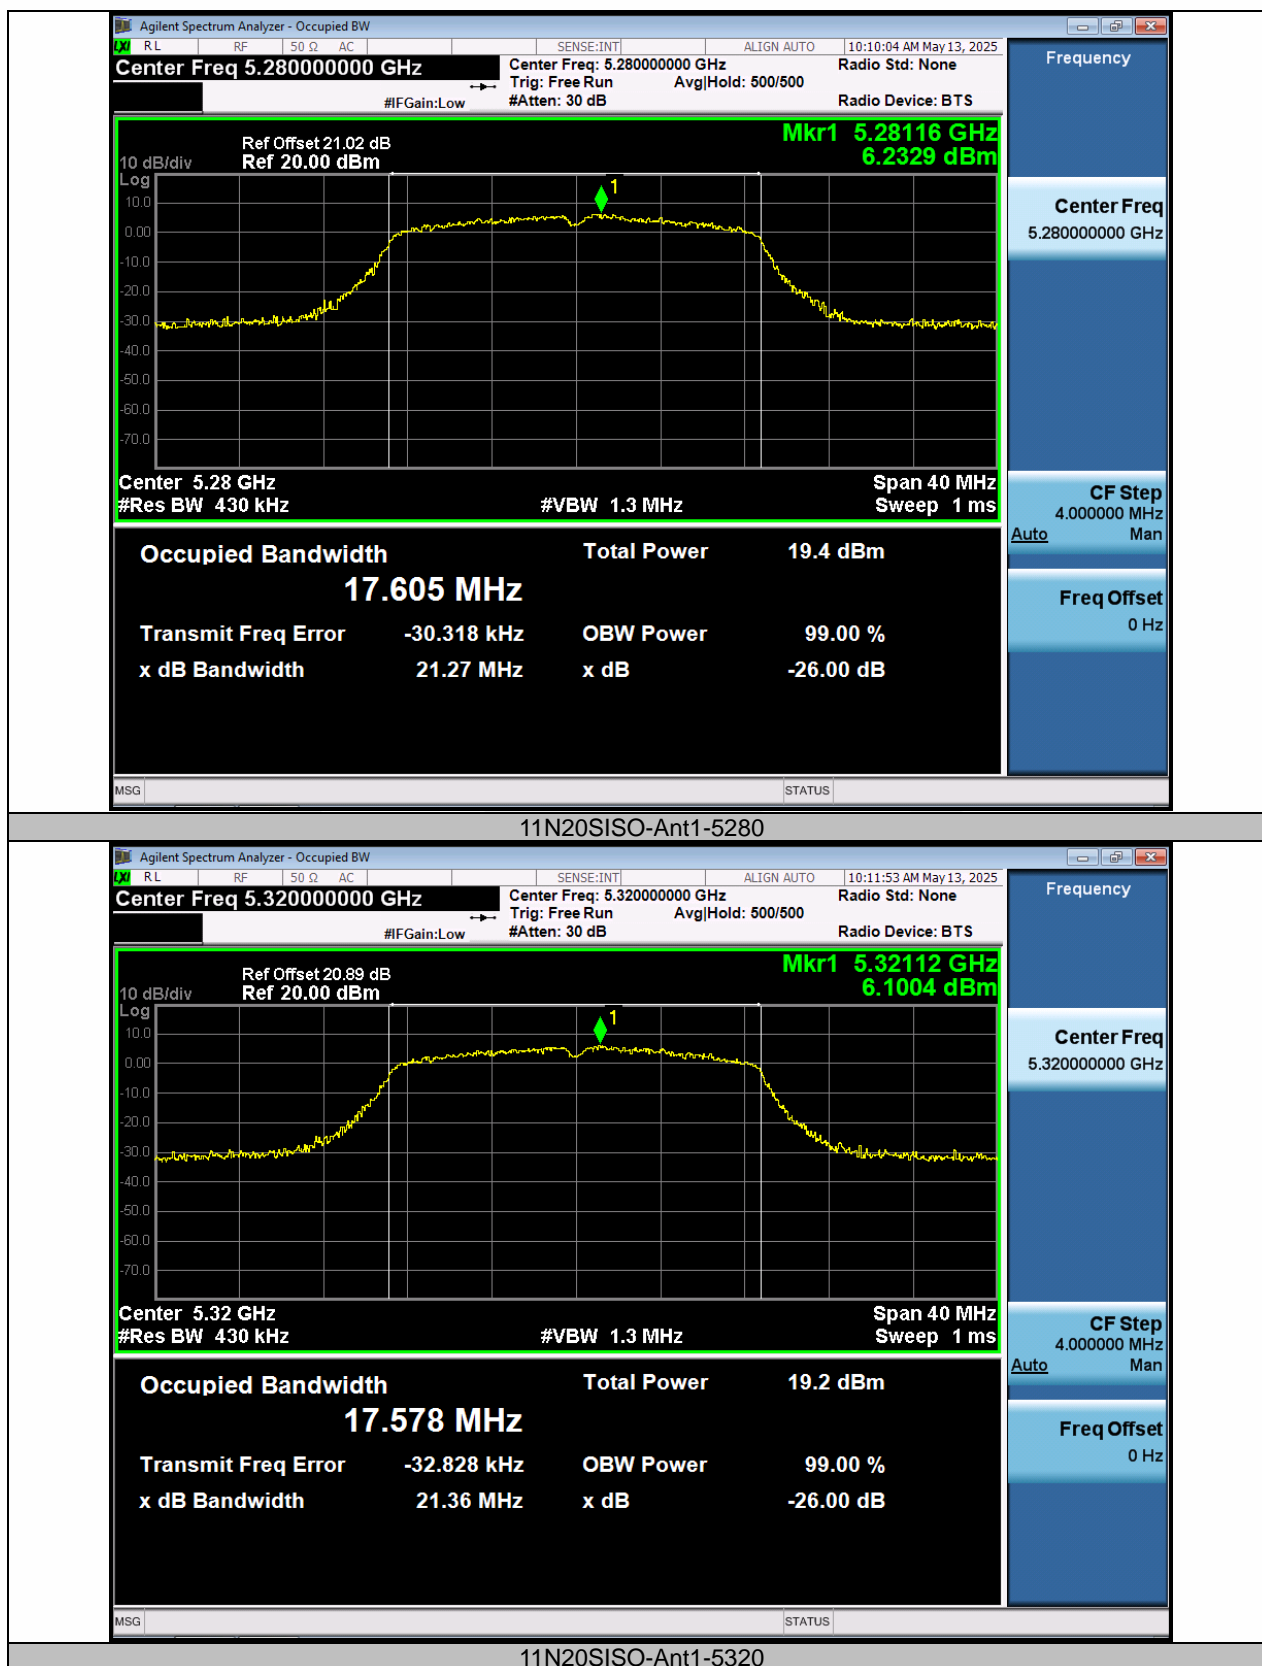 Agilent Spectrum Analyzer - Occupied BW
LXI RL RF 50 Ω AC SENSE:INT ALIGN AUTO 10:10:04 AM May 13, 2025
Center Freq 5.280000000 GHz
Center Freq: 5.280000000 GHz
Radio Std: None
Trig: Free Run Avg|Hold: 500/500
#IFGain:Low #Atten: 30 dB Radio Device: BTS
Mkr1 5.28116 GHz
6.2329 dBm
Ref Offset 21.02 dB
10 dB/div Ref 20.00 dBm
Log
1
10.0
0.00
-10.0
-20.0
-30.0
-40.0
-50.0
-60.0
-70.0
Center 5.28 GHz Span 40 MHz
#Res BW 430 kHz #VBW 1.3 MHz Sweep 1 ms
Occupied Bandwidth Total Power 19.4 dBm
17.605 MHz
Transmit Freq Error -30.318 kHz OBW Power 99.00 %
x dB Bandwidth 21.27 MHz x dB -26.00 dB
MSG STATUS
Frequency
Center Freq
5.280000000 GHz
CF Step
4.000000 MHz
Auto Man
Freq Offset
0 Hz
11N20SISO-Ant1-5280
Agilent Spectrum Analyzer - Occupied BW
LXI RL RF 50 Ω AC SENSE:INT ALIGN AUTO 10:11:53 AM May 13, 2025
Center Freq 5.320000000 GHz
Center Freq: 5.320000000 GHz
Radio Std: None
Trig: Free Run Avg|Hold: 500/500
#IFGain:Low #Atten: 30 dB Radio Device: BTS
Mkr1 5.32112 GHz
6.1004 dBm
Ref Offset 20.89 dB
10 dB/div Ref 20.00 dBm
Log
1
10.0
0.00
-10.0
-20.0
-30.0
-40.0
-50.0
-60.0
-70.0
Center 5.32 GHz Span 40 MHz
#Res BW 430 kHz #VBW 1.3 MHz Sweep 1 ms
Occupied Bandwidth Total Power 19.2 dBm
17.578 MHz
Transmit Freq Error -32.828 kHz OBW Power 99.00 %
x dB Bandwidth 21.36 MHz x dB -26.00 dB
MSG STATUS
Frequency
Center Freq
5.320000000 GHz
CF Step
4.000000 MHz
Auto Man
Freq Offset
0 Hz
11N20SISO-Ant1-5320